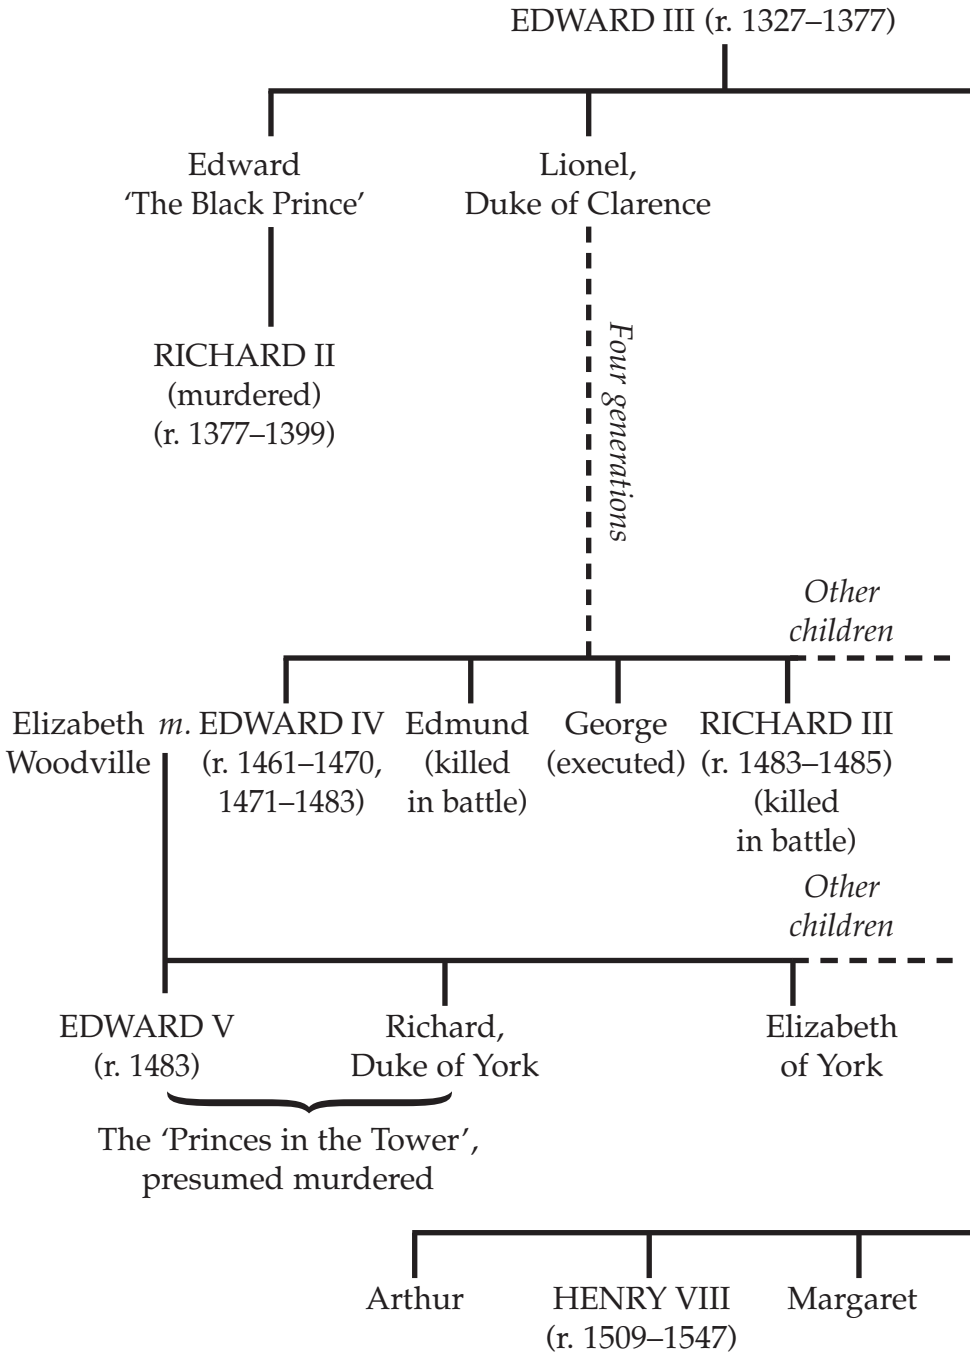 EDWARD III (r. 1327–1377)
Edward
‘The Black Prince’
Lionel,
Duke of Clarence
Four generations
RICHARD II
(murdered)
(r. 1377–1399)
Other
children
Elizabeth m. EDWARD IV
Woodville
(r. 1461–1470,
1471–1483)
Edmund
(killed
in battle)
George
(executed)
RICHARD III
(r. 1483–1485)
(killed
in battle)
Other
children
EDWARD V
(r. 1483)
Richard,
Duke of York
Elizabeth
of York
The ‘Princes in the Tower’,
presumed murdered
Arthur
HENRY VIII
(r. 1509–1547)
Margaret